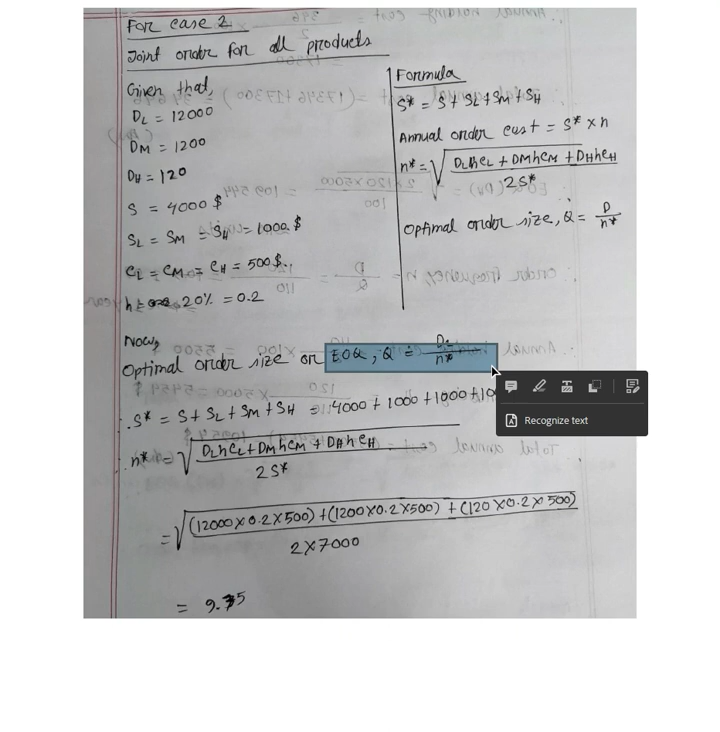 For case 2
Joint order for all products
Given that,
DL = 12000
DM = 1200
DH = 120
S = 4000 $
SL = SM = SH = 1000 $
CL = CM = CH = 500 $
h = 20% = 0.2
Formula
S* = S + SL + SM + SH
Annual order cust = S* x n
n* = √ DLhCL + DMhCM + DHhCH / 2S*
Optimal order size, Q = D / n*
Now,
Optimal order size or EOQ, Q = DL / n*
S* = S + SL + SM + SH = 4000 + 1000 + 1000 + 10
n* = √ DLhCL + DMhCM + DHhCH / 2S*
= √ (12000 x 0.2 x 500) + (1200 x 0.2 x 500) + (120 x 0.2 x 500) / 2 x 7000
= 9.75
Recognize text